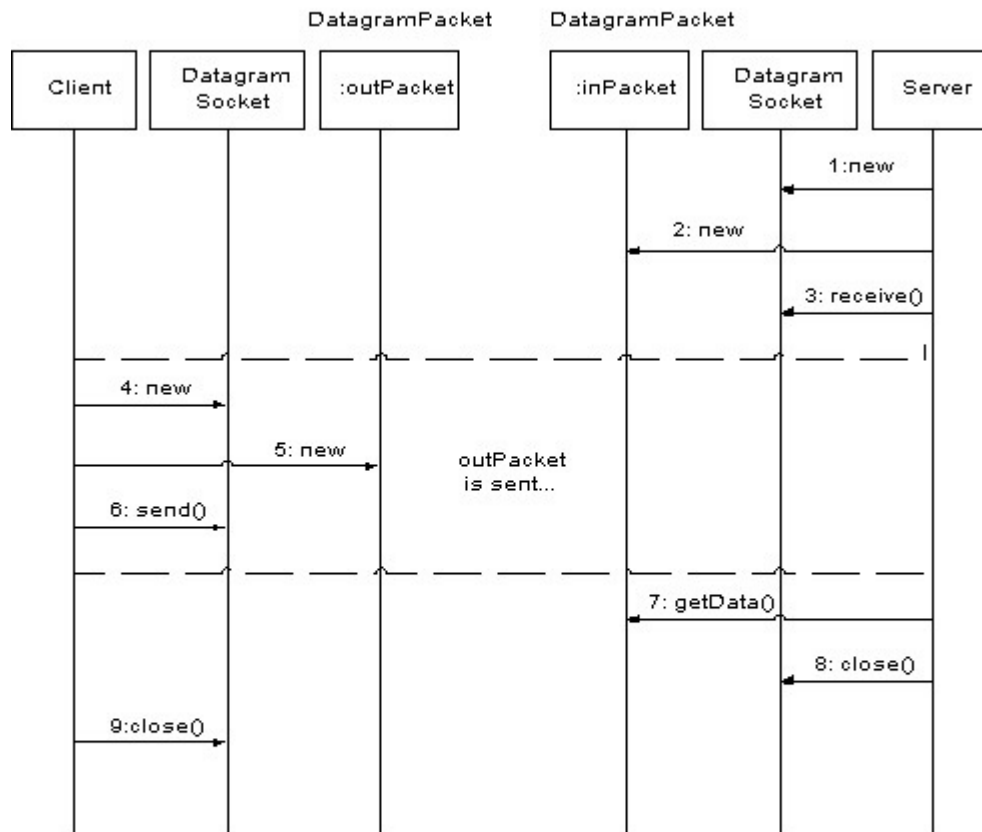 DatagramPacket
DatagramPacket
Client
Datagram
Socket
:outPacket
:inPacket
Datagram
Socket
Server
1:new
2: new
3: receive()
4: new
5: new
outPacket
is sent...
6: send()
7: getData()
8: close()
9:close()